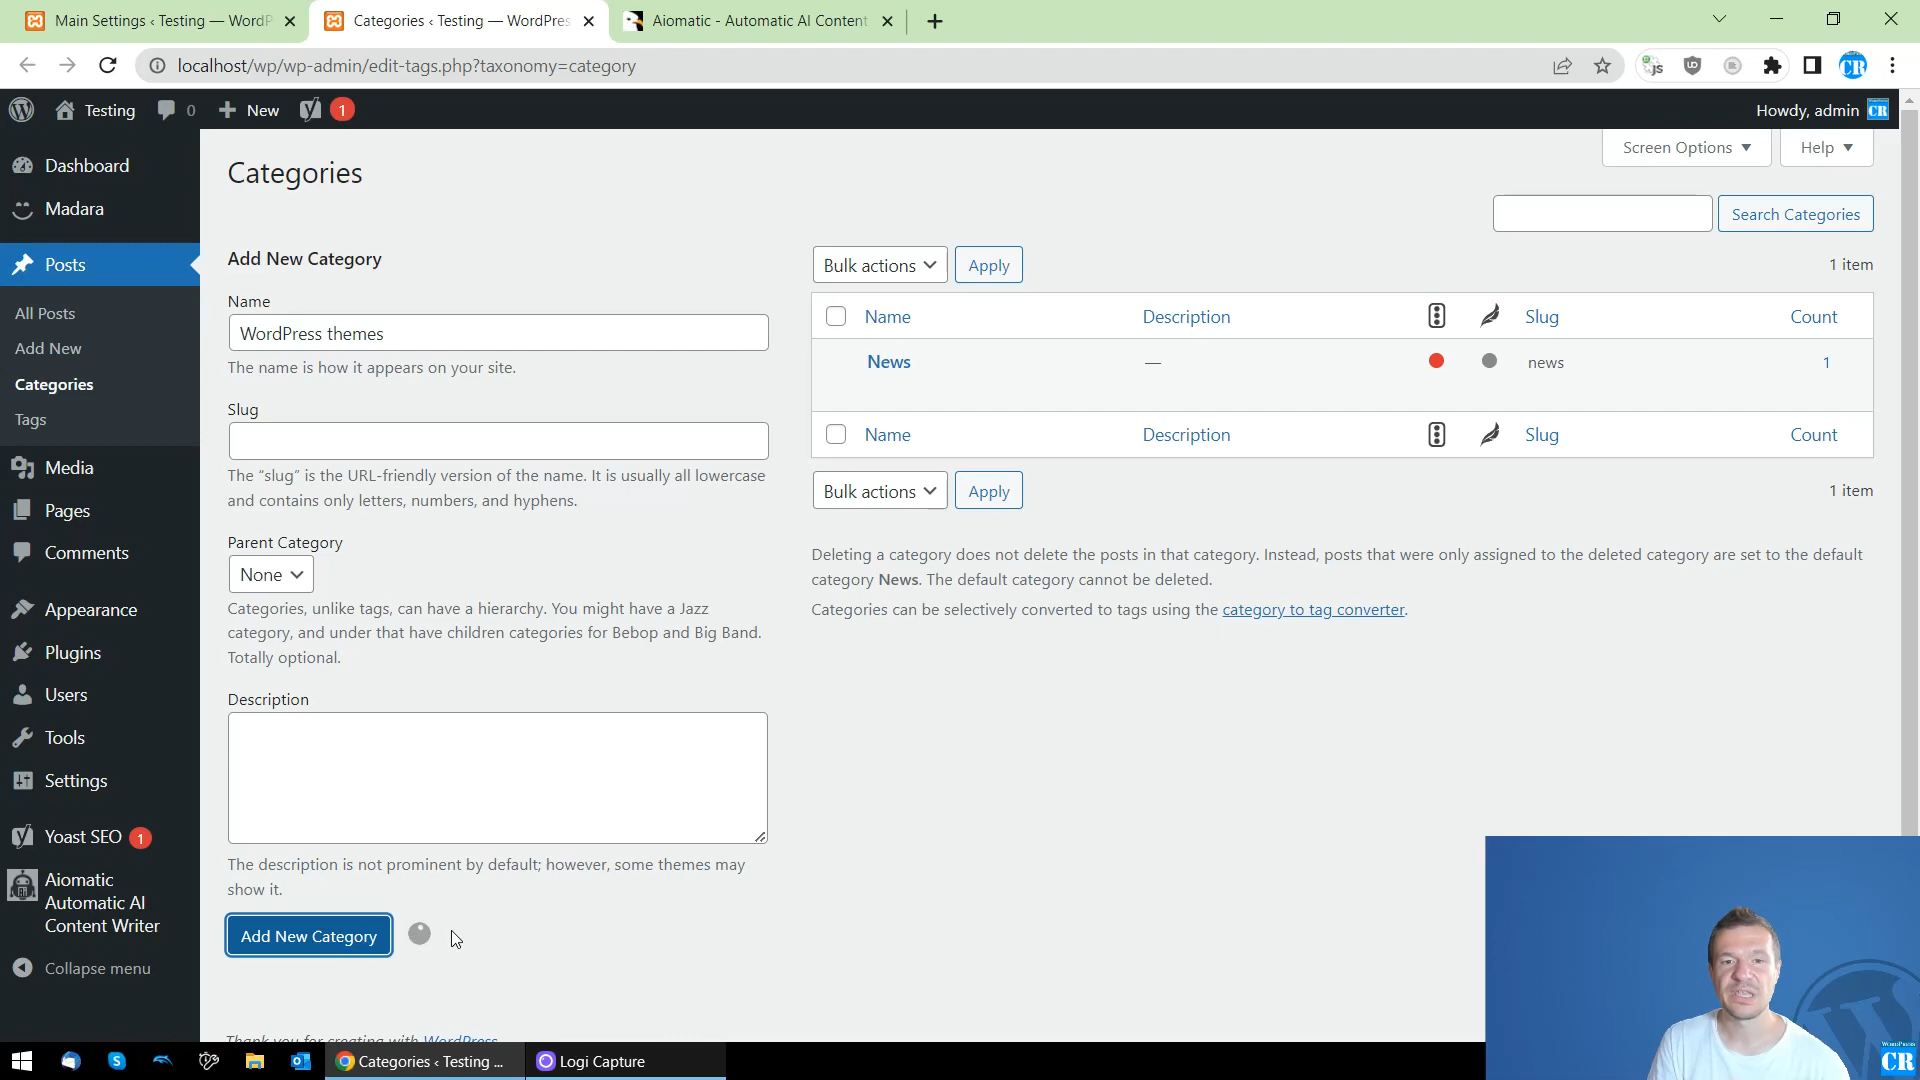 Main Settings ‹ Testing — WordP
Categories ‹ Testing — WordPres
Aiomatic - Automatic AI Content
localhost/wp/wp-admin/edit-tags.php?taxonomy=category
Testing
0
New
1
Howdy, admin
CR
Dashboard
Madara
Posts
All Posts
Add New
Categories
Tags
Media
Pages
Comments
Appearance
Plugins
Users
Tools
Settings
Yoast SEO 1
Aiomatic
Automatic AI
Content Writer
Collapse menu
Screen Options
Help
Categories
Search Categories
Add New Category
Name
WordPress themes
The name is how it appears on your site.
Slug
The “slug” is the URL-friendly version of the name. It is usually all lowercase
and contains only letters, numbers, and hyphens.
Parent Category
None
Categories, unlike tags, can have a hierarchy. You might have a Jazz
category, and under that have children categories for Bebop and Big Band.
Totally optional.
Description
The description is not prominent by default; however, some themes may
show it.
Add New Category
Thank you for creating with WordPress
Bulk actions
Apply
1 item
Name
Description
Slug
Count
News
—
news
1
Name
Description
Slug
Count
Bulk actions
Apply
1 item
Deleting a category does not delete the posts in that category. Instead, posts that were only assigned to the deleted category are set to the default
category News. The default category cannot be deleted.
Categories can be selectively converted to tags using the category to tag converter.
Categories ‹ Testing ...
Logi Capture
WORDPRESS
CR